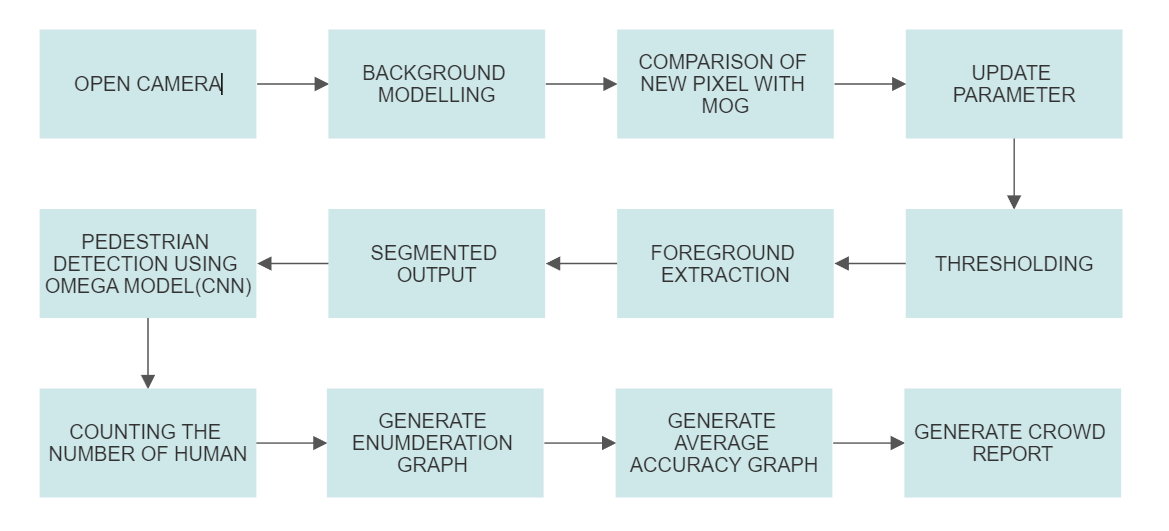 OPEN CAMERA
BACKGROUND
MODELLING
COMPARISON OF
NEW PIXEL WITH
MOG
UPDATE
PARAMETER
PEDESTRIAN
DETECTION USING
OMEGA MODEL(CNN)
SEGMENTED
OUTPUT
FOREGROUND
EXTRACTION
THRESHOLDING
COUNTING THE
NUMBER OF HUMAN
GENERATE
ENUMDERATION
GRAPH
GENERATE
AVERAGE
ACCURACY GRAPH
GENERATE CROWD
REPORT